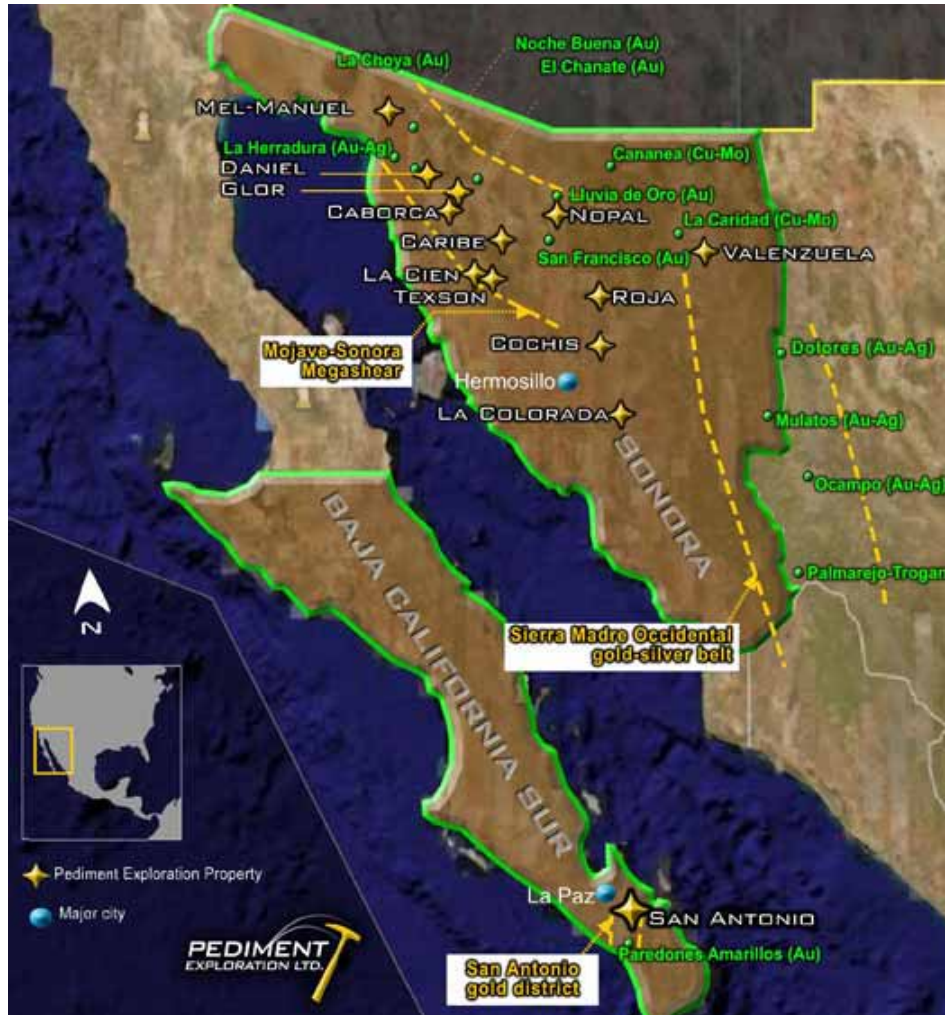 Noche Buena (Au)
La Choya (Au)
El Chanate (Au)
MEL-MANUEL
La Herradura (Au-Ag)
Cananea (Cu-Mo)
DANIEL
GLOR
Lluvia de Oro (Au)
CABORCA
NOPAL
La Caridad (Cu-Mo)
CARIBE
San Francisco (Au)
VALENZUELA
LA CIEN
TEXSON
ROJA
Mojave-Sonora
Megashear
COCHIS
Dolores (Au-Ag)
Hermosillo
LA COLORADA
Mulatos (Au-Ag)
SONORA
Ocampo (Au-Ag)
BAJA CALIFORNIA SUR
Palmarejo-Trogan
N
Sierra Madre Occidental
gold-silver belt
Pediment Exploration Property
Major city
La Paz
SAN ANTONIO
PEDIMENT
EXPLORATION LTD.
Paredones Amarillos (Au)
San Antonio
gold district